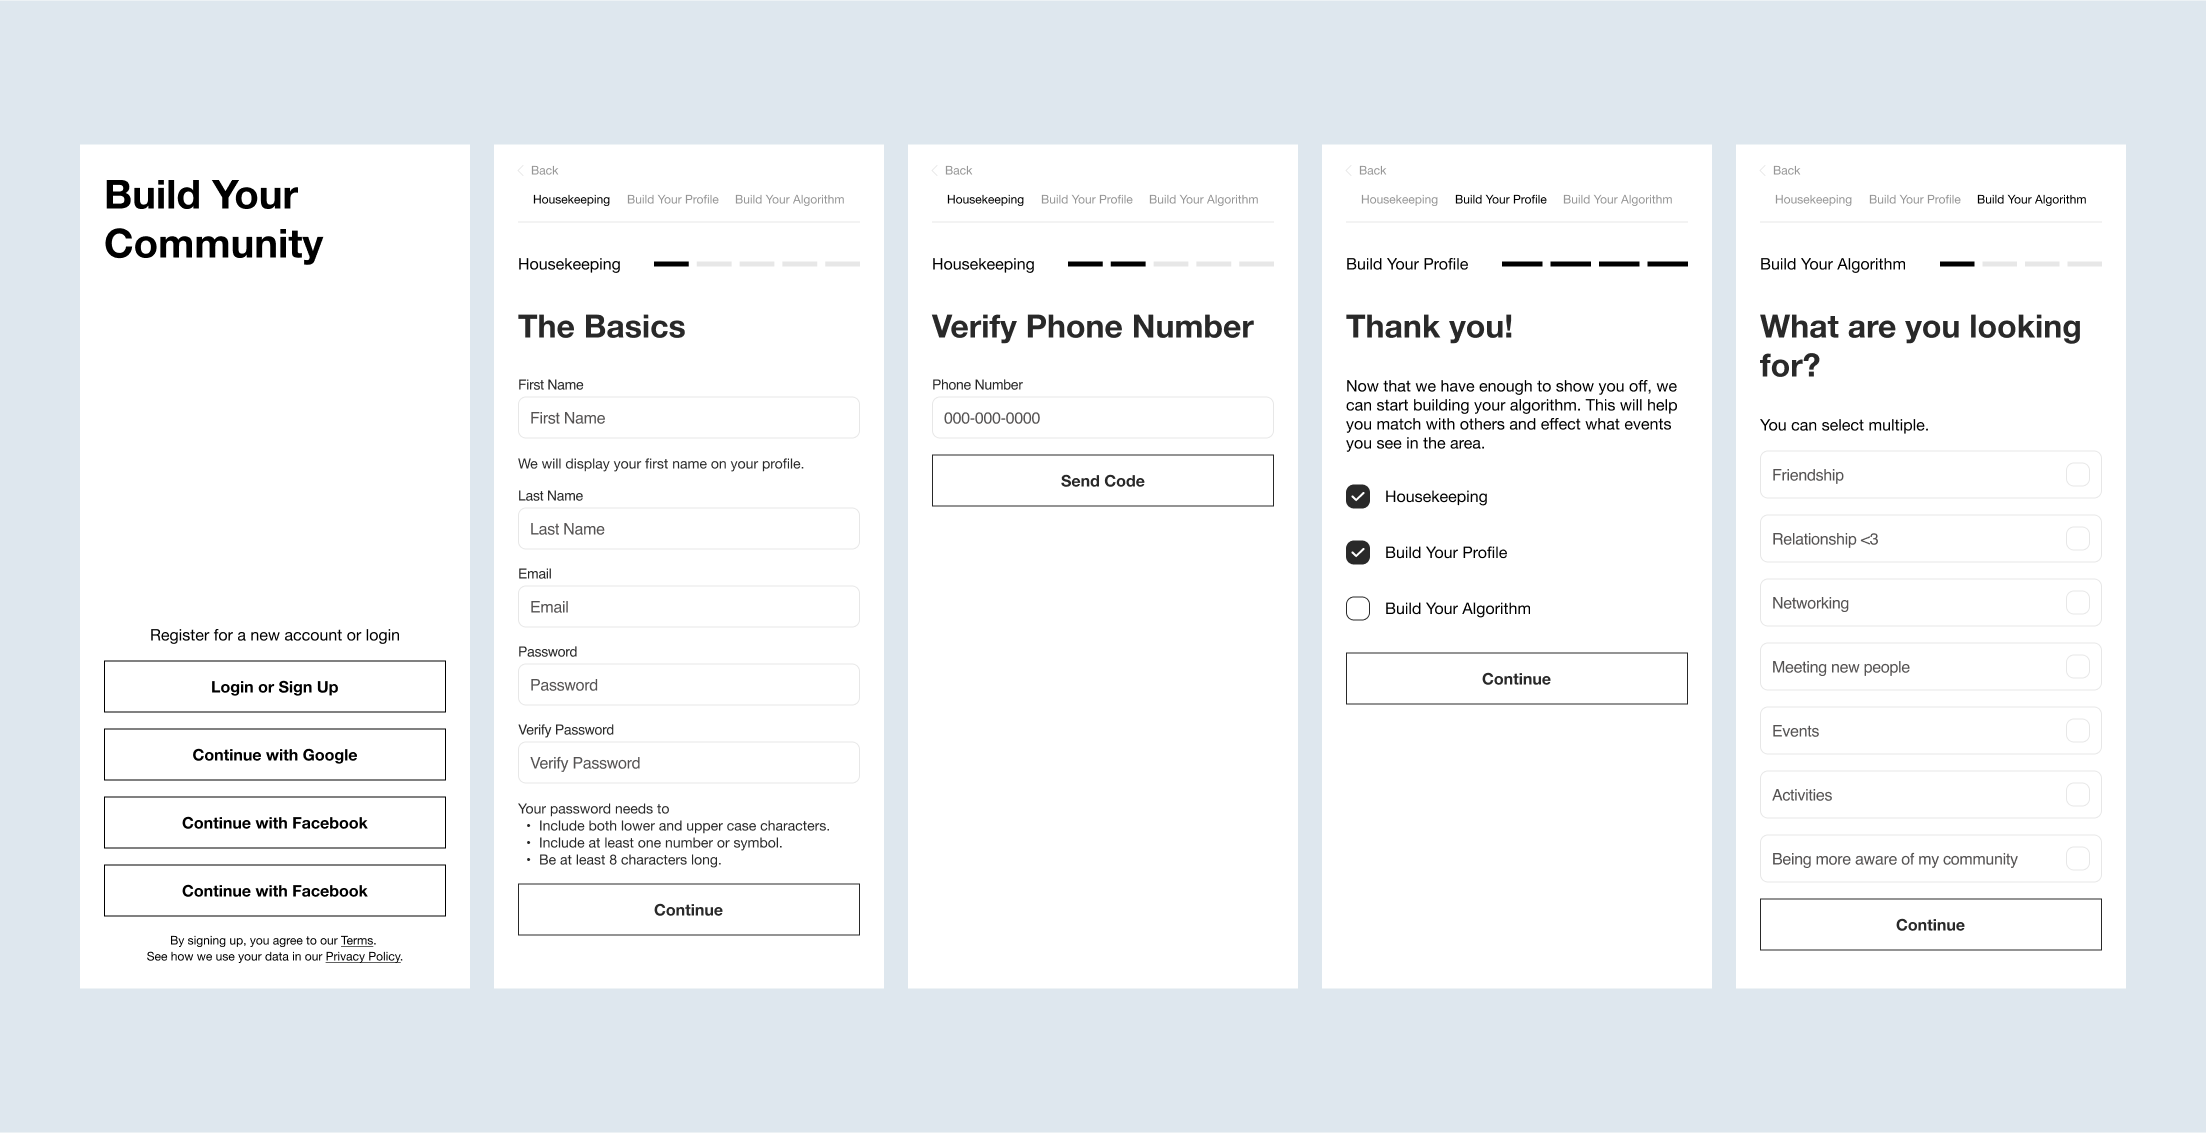 Build Your
Community
Register for a new account or login
Login or Sign Up
Continue with Google
Continue with Facebook
Continue with Facebook
By signing up, you agree to our Terms.
See how we use your data in our Privacy Policy.
Back
Housekeeping Build Your Profile Build Your Algorithm
Housekeeping
The Basics
First Name
First Name
We will display your first name on your profile.
Last Name
Last Name
Email
Email
Password
Password
Verify Password
Verify Password
Your password needs to
• Include both lower and upper case characters.
• Include at least one number or symbol.
• Be at least 8 characters long.
Continue
Back
Housekeeping Build Your Profile Build Your Algorithm
Housekeeping
Verify Phone Number
Phone Number
000-000-0000
Send Code
Back
Housekeeping Build Your Profile Build Your Algorithm
Build Your Profile
Thank you!
Now that we have enough to show you off, we
can start building your algorithm. This will help
you match with others and effect what events
you see in the area.
Housekeeping
Build Your Profile
Build Your Algorithm
Continue
Back
Housekeeping Build Your Profile Build Your Algorithm
Build Your Algorithm
What are you looking
for?
You can select multiple.
Friendship
Relationship <3
Networking
Meeting new people
Events
Activities
Being more aware of my community
Continue